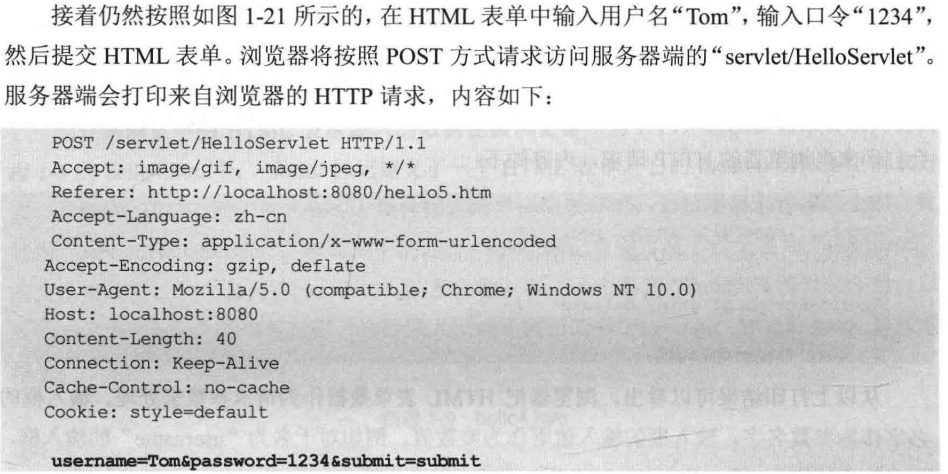 接着仍然按照如图 1-21 所示的，在 HTML 表单中输入用户名“Tom”，输入口令“1234”，
然后提交 HTML 表单。浏览器将按照 POST 方式请求访问服务器端的“servlet/HelloServlet”。
服务器端会打印来自浏览器的 HTTP 请求，内容如下：
POST /servlet/HelloServlet HTTP/1.1
Accept: image/gif, image/jpeg, */*
Referer: http://localhost:8080/hello5.htm
Accept-Language: zh-cn
Content-Type: application/x-www-form-urlencoded
Accept-Encoding: gzip, deflate
User-Agent: Mozilla/5.0 (compatible; Chrome; Windows NT 10.0)
Host: localhost:8080
Content-Length: 40
Connection: Keep-Alive
Cache-Control: no-cache
Cookie: style=default
username=Tom&password=1234&submit=submit